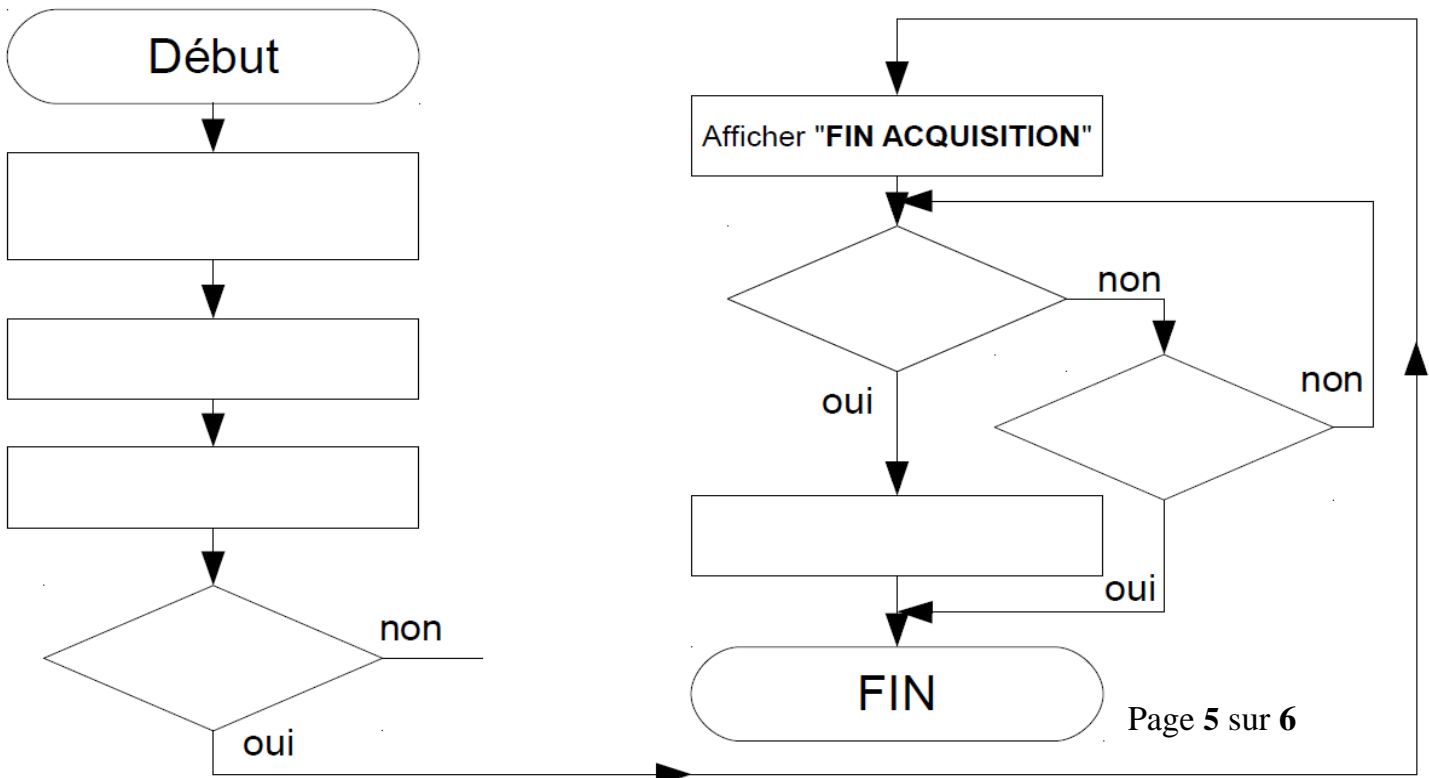 Début
non
oui
Afficher "FIN ACQUISITION"
non
oui
non
oui
FIN
Page 5 sur 6